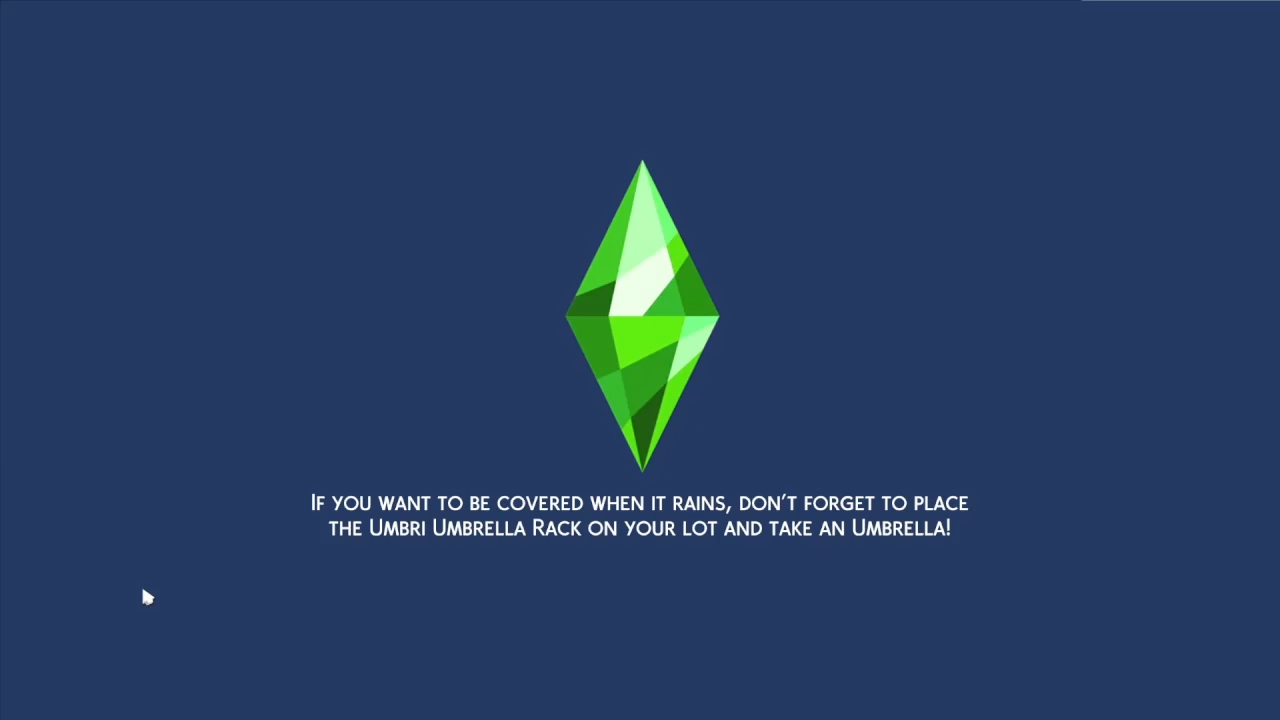 If you want to be covered when it rains, don't forget to place
the Umbri Umbrella Rack on your lot and take an Umbrella!